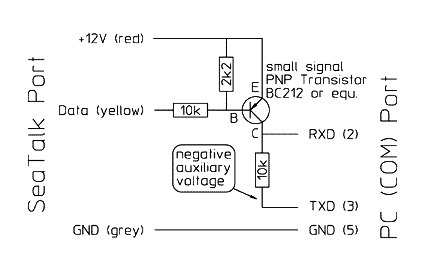 +12V (red)
small signal
PNP Transistor
BC212 or equ.
E
2k2
SeaTalk Port
Data (yellow)
10k
B
C
RXD (2)
PC (COM) Port
negative
auxiliary
voltage
10k
TXD (3)
GND (grey)
GND (5)